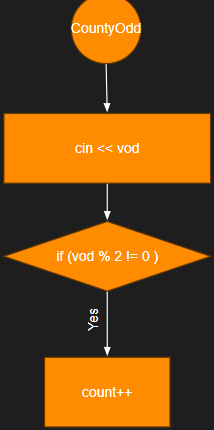 CountyOdd
cin << vod
if (vod % 2 != 0 )
Yes
count++